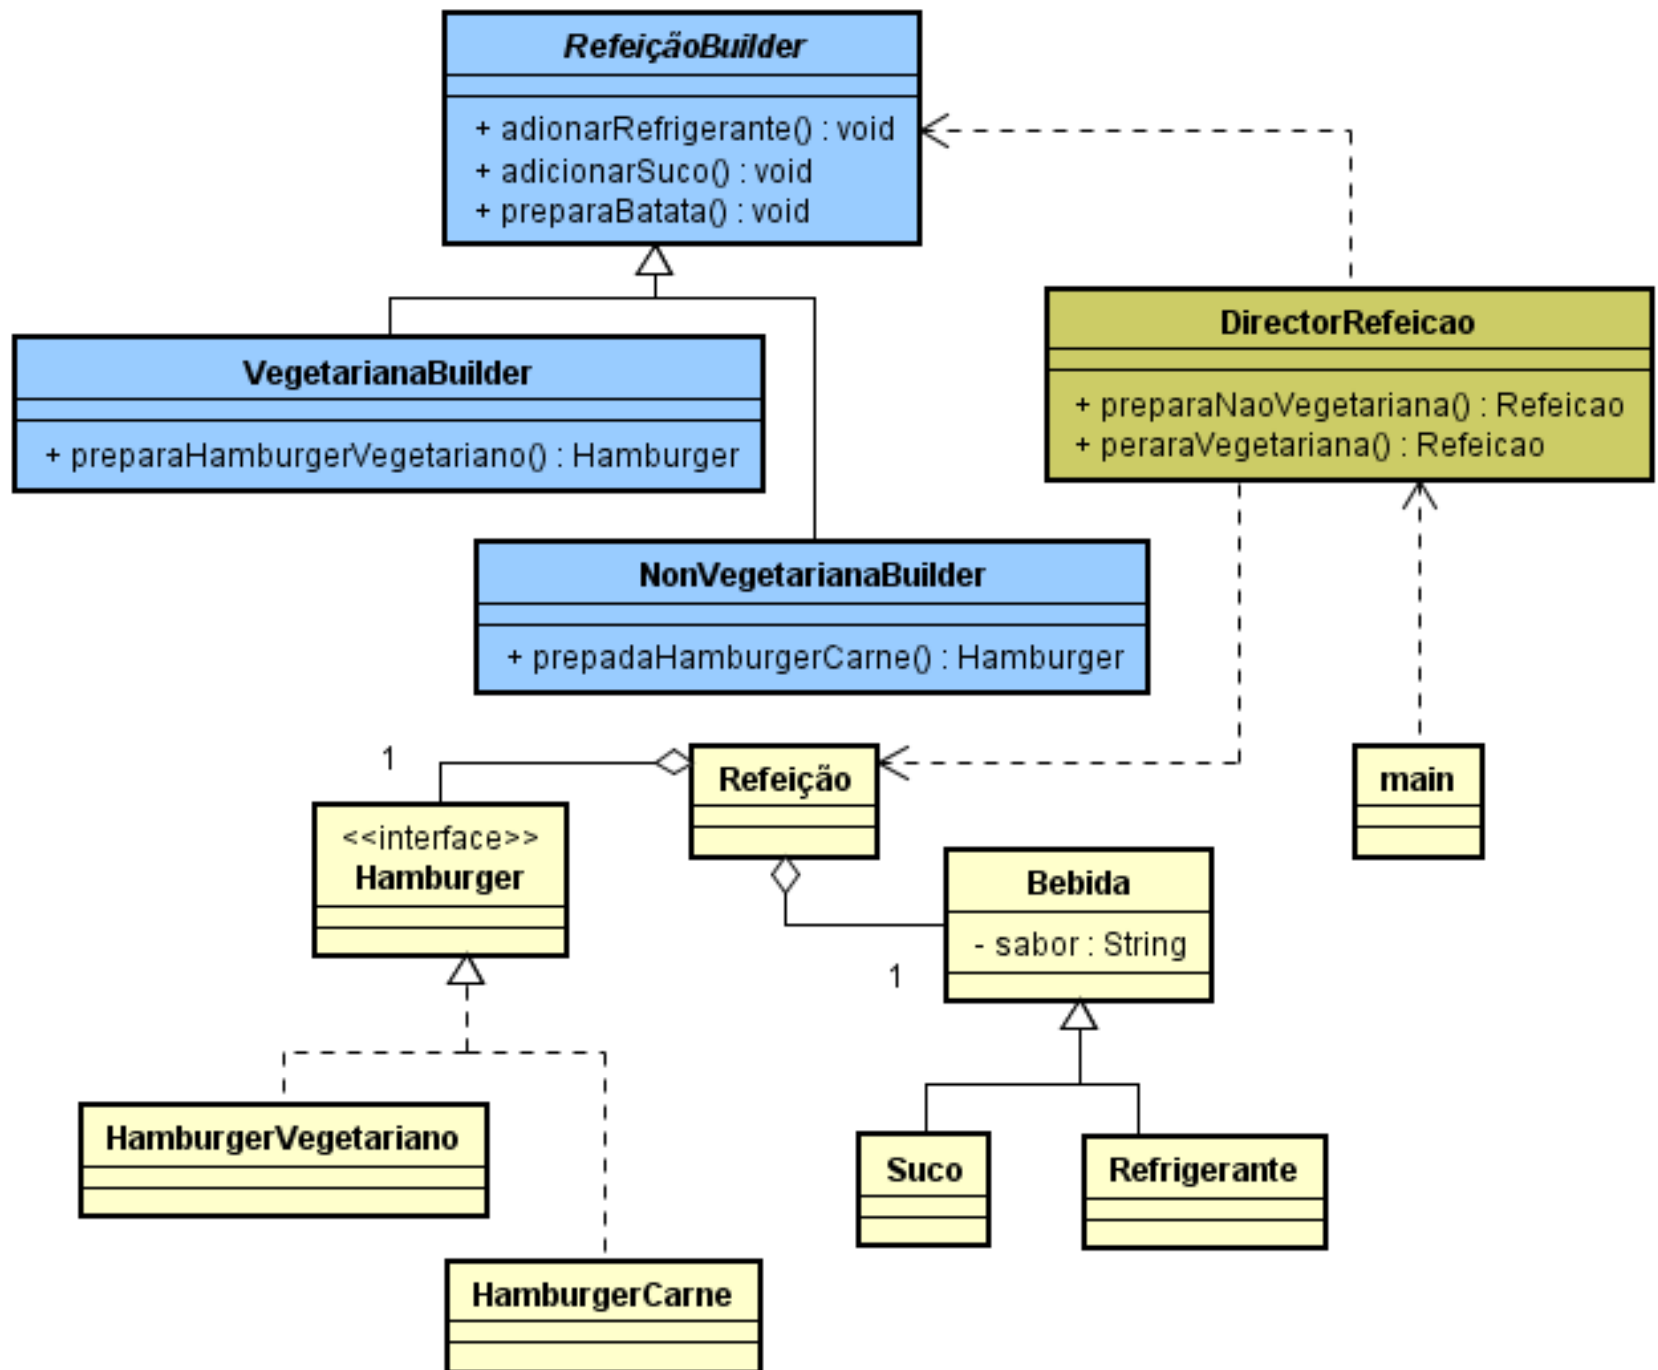 RefeiçãoBuilder
+ adionarRefrigerante() : void
+ adicionarSuco() : void
+ preparaBatata() : void
DirectorRefeicao
+ preparaNaoVegetariana() : Refeicao
+ peraraVegetariana() : Refeicao
VegetarianaBuilder
+ preparaHamburgerVegetariano() : Hamburger
NonVegetarianaBuilder
+ prepadaHamburgerCarne() : Hamburger
1
Refeição
main
<<interface>>
Hamburger
Bebida
- sabor : String
1
HamburgerVegetariano
Suco
Refrigerante
HamburgerCarne